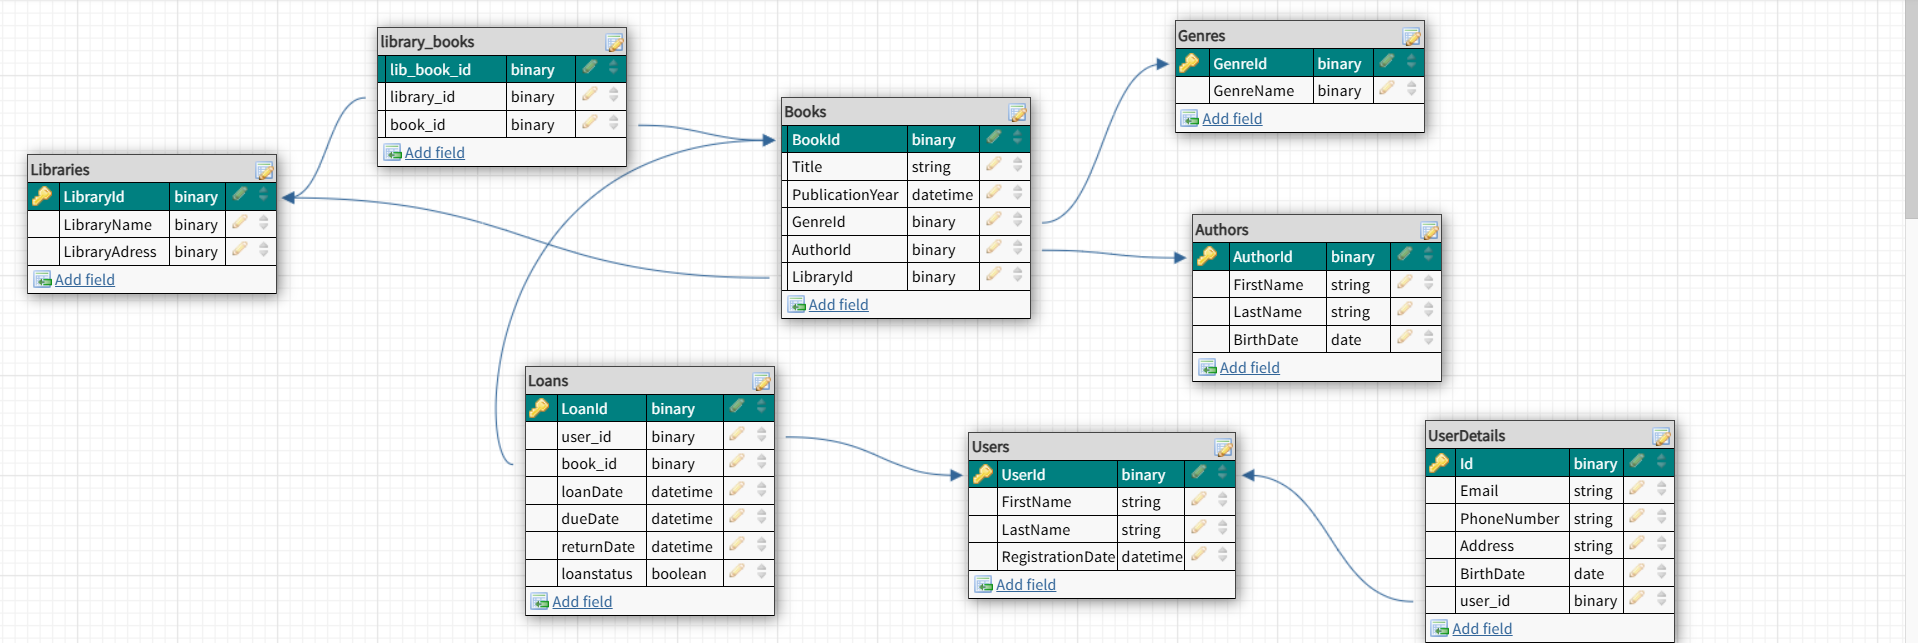 library_books
lib_book_id binary
library_id binary
book_id binary
Add field
Libraries
LibraryId binary
LibraryName binary
LibraryAdress binary
Add field
Books
BookId binary
Title string
PublicationYear datetime
GenreId binary
AuthorId binary
LibraryId binary
Add field
Genres
GenreId binary
GenreName binary
Add field
Authors
AuthorId binary
FirstName string
LastName string
BirthDate date
Add field
Loans
LoanId binary
user_id binary
book_id binary
loanDate datetime
dueDate datetime
returnDate datetime
loanstatus boolean
Add field
Users
UserId binary
FirstName string
LastName string
RegistrationDate datetime
Add field
UserDetails
Id binary
Email string
PhoneNumber string
Address string
BirthDate date
user_id binary
Add field